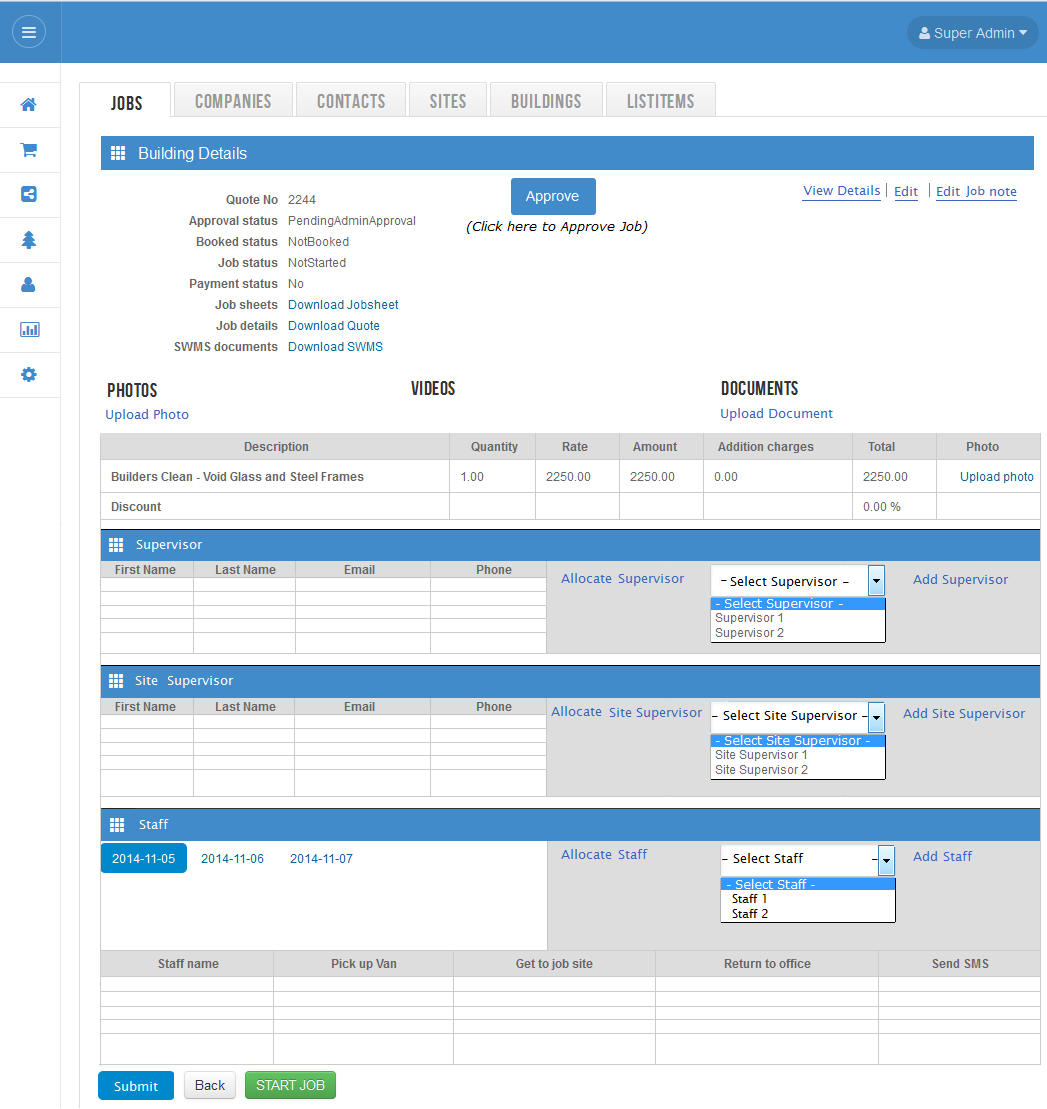 Super Admin
JOBS COMPANIES CONTACTS SITES BUILDINGS LISTITEMS
Building Details
Quote No 2244
Approve
View Details | Edit | Edit Job note
Approval status PendingAdminApproval
(Click here to Approve Job)
Booked status NotBooked
Job status NotStarted
Payment status No
Job sheets Download Jobsheet
Job details Download Quote
SWMS documents Download SWMS
PHOTOS VIDEOS DOCUMENTS
Upload Photo Upload Document
Description Quantity Rate Amount Addition charges Total Photo
Builders Clean - Void Glass and Steel Frames 1.00 2250.00 2250.00 0.00 2250.00 Upload photo
Discount 0.00 %
Supervisor
First Name Last Name Email Phone
Allocate Supervisor - Select Supervisor - Add Supervisor
- Select Supervisor -
Supervisor 1
Supervisor 2
Site Supervisor
First Name Last Name Email Phone
Allocate Site Supervisor - Select Site Supervisor - Add Site Supervisor
- Select Site Supervisor -
Site Supervisor 1
Site Supervisor 2
Staff
2014-11-05 2014-11-06 2014-11-07
Allocate Staff - Select Staff - Add Staff
- Select Staff -
Staff 1
Staff 2
Staff name Pick up Van Get to job site Return to office Send SMS
Submit Back START JOB